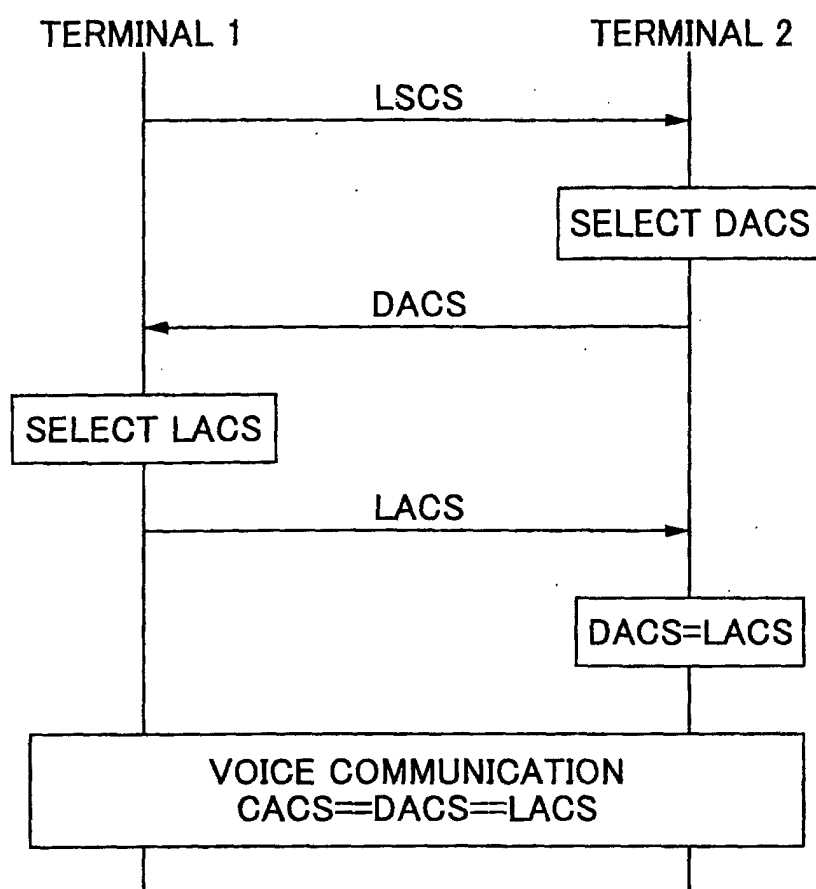 TERMINAL 1
TERMINAL 2
LSCS
SELECT DACS
DACS
SELECT LACS
LACS
DACS=LACS
VOICE COMMUNICATION
CACS==DACS==LACS